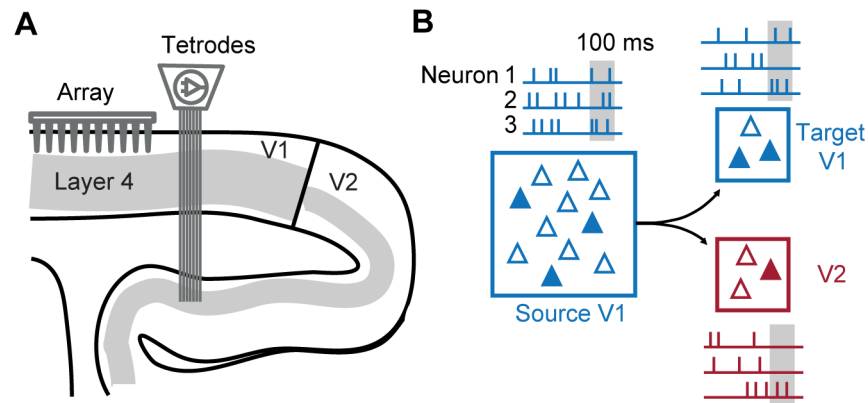 A
Tetrodes
Array
V1
V2
Layer 4
B
100 ms
Neuron 1
2
3
Target
V1
Source V1
V2